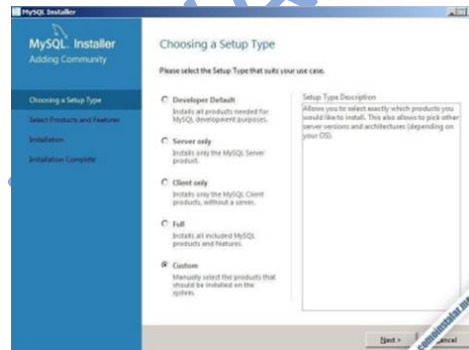 MySQL Installer
MySQL. Installer
Adding Community
Choosing a Setup Type
Select Products and Features
Installation
Installation Complete
Choosing a Setup Type
Please select the Setup Type that suits your use case.
Developer Default
Installs all products needed for
MySQL development purposes.
Server only
Installs only the MySQL Server
product.
Client only
Installs only the MySQL Client
products, without a server.
Full
Installs all included MySQL
products and features.
Custom
Manually select the products that
should be installed on the
system.
Setup Type Description
Allows you to select exactly which products you
would like to install. This also allows to pick other
server versions and architectures (depending on
your OS).
Next >